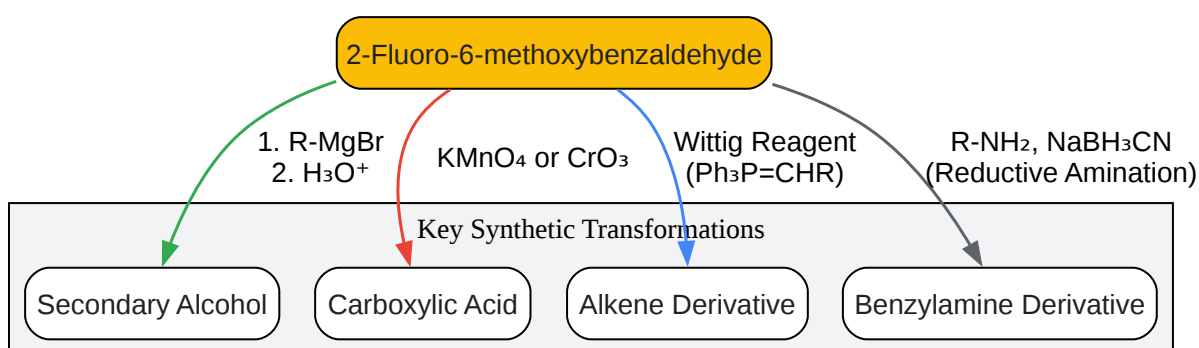 2-Fluoro-6-methoxybenzaldehyde
1. R-MgBr
2. H₃O⁺
KMnO₄ or CrO₃
Wittig Reagent
(Ph₃P=CHR)
R-NH₂, NaBH₃CN
(Reductive Amination)
Key Synthetic Transformations
Secondary Alcohol
Carboxylic Acid
Alkene Derivative
Benzylamine Derivative